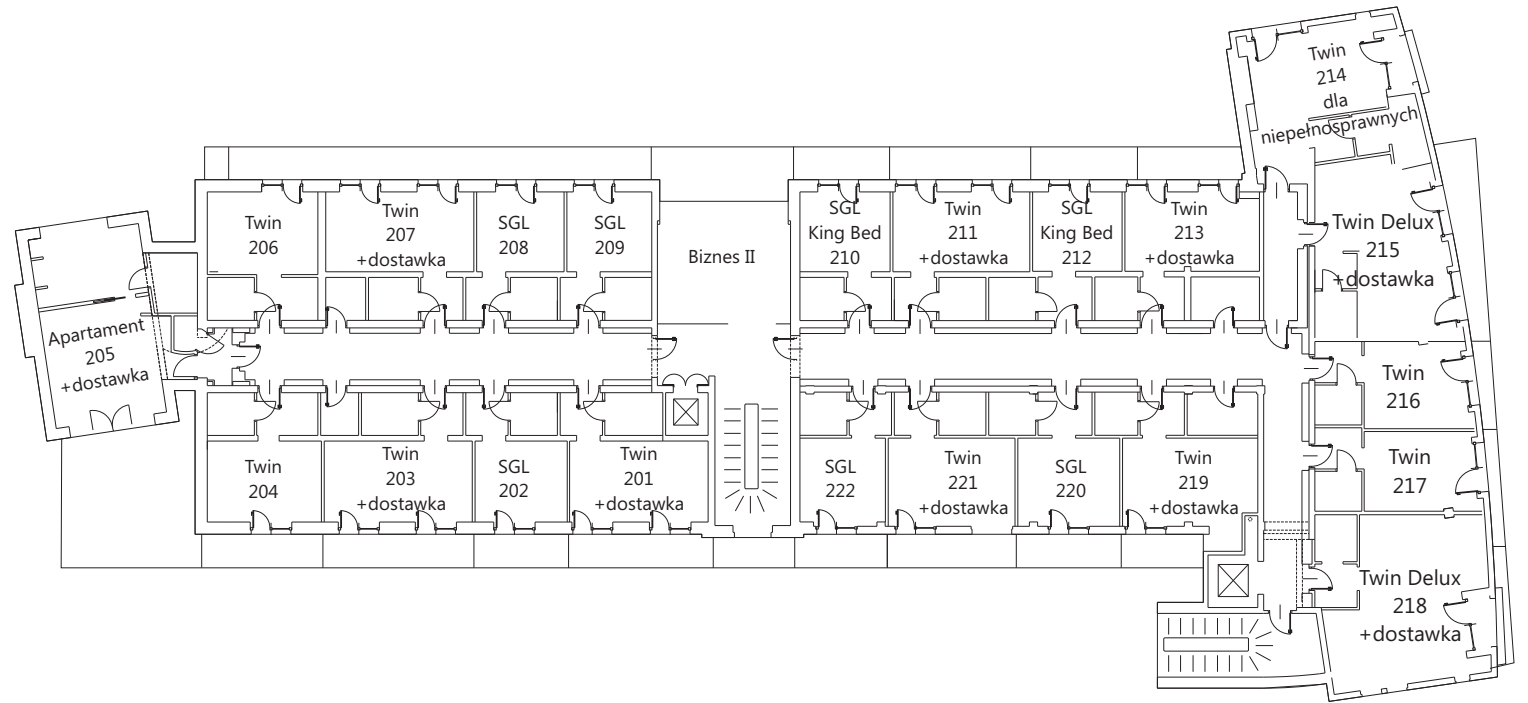 Twin
214
dla
niepełnosprawnych
Twin
206
Twin
207
+dostawka
SGL
208
SGL
209
Biznes II
SGL
King Bed
210
Twin
211
+dostawka
SGL
King Bed
212
Twin
213
+dostawka
Twin Delux
215
+dostawka
Apartament
205
+dostawka
Twin
216
Twin
204
Twin
203
+dostawka
SGL
202
Twin
201
+dostawka
SGL
222
Twin
221
+dostawka
SGL
220
Twin
219
+dostawka
Twin
217
Twin Delux
218
+dostawka